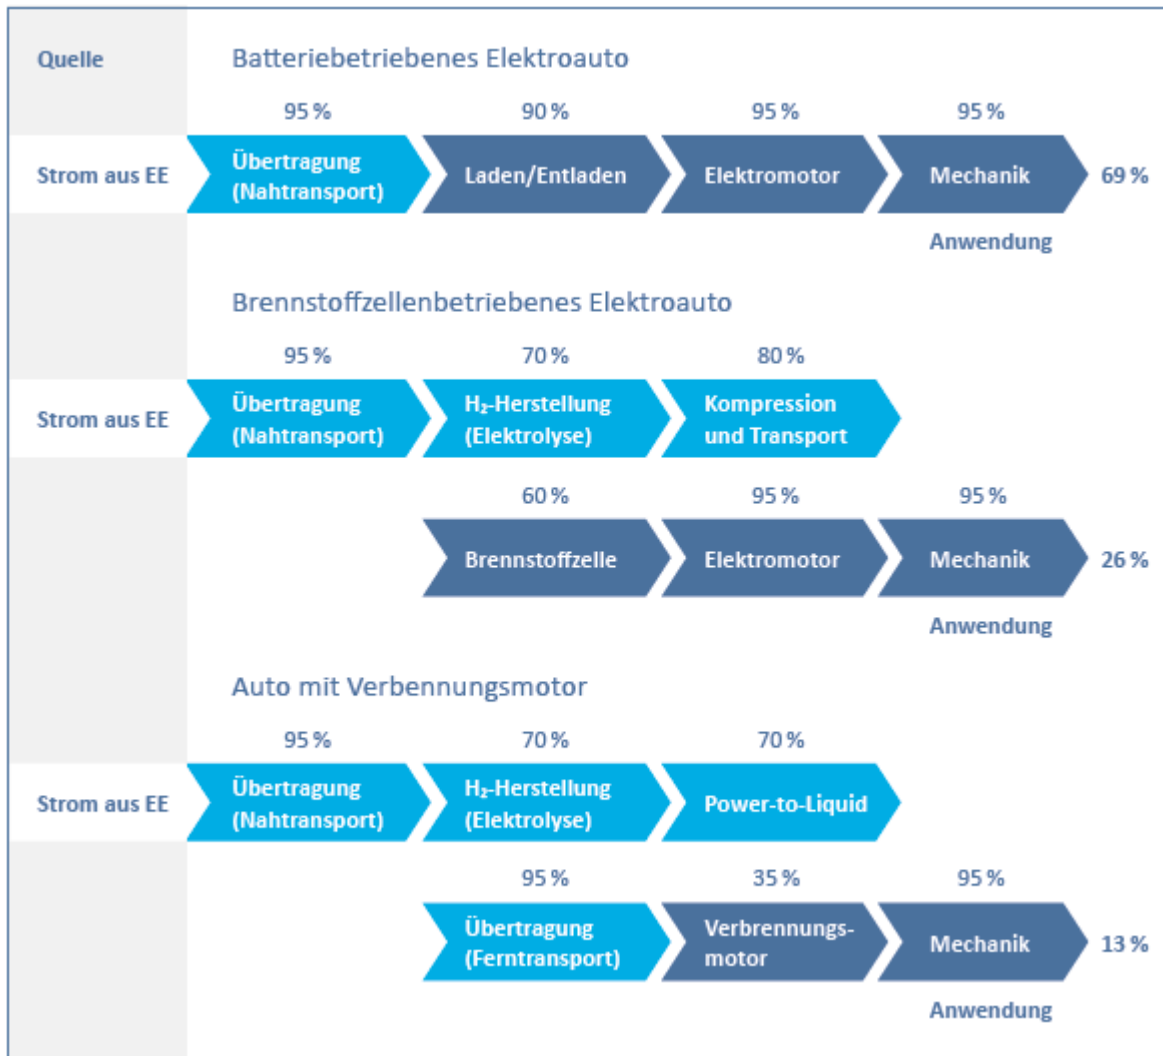 Quelle
Batteriebetriebenes Elektroauto
95 %
90 %
95 %
95 %
Strom aus EE
Übertragung
(Nahtransport)
Laden/Entladen
Elektromotor
Mechanik
69 %
Anwendung
Brennstoffzellenbetriebenes Elektroauto
95 %
70 %
80 %
Strom aus EE
Übertragung
(Nahtransport)
H₂-Herstellung
(Elektrolyse)
Kompression
und Transport
60 %
95 %
95 %
Brennstoffzelle
Elektromotor
Mechanik
26 %
Anwendung
Auto mit Verbennungsmotor
95 %
70 %
70 %
Strom aus EE
Übertragung
(Nahtransport)
H₂-Herstellung
(Elektrolyse)
Power-to-Liquid
95 %
35 %
95 %
Übertragung
(Ferntransport)
Verbrennungs-
motor
Mechanik
13 %
Anwendung